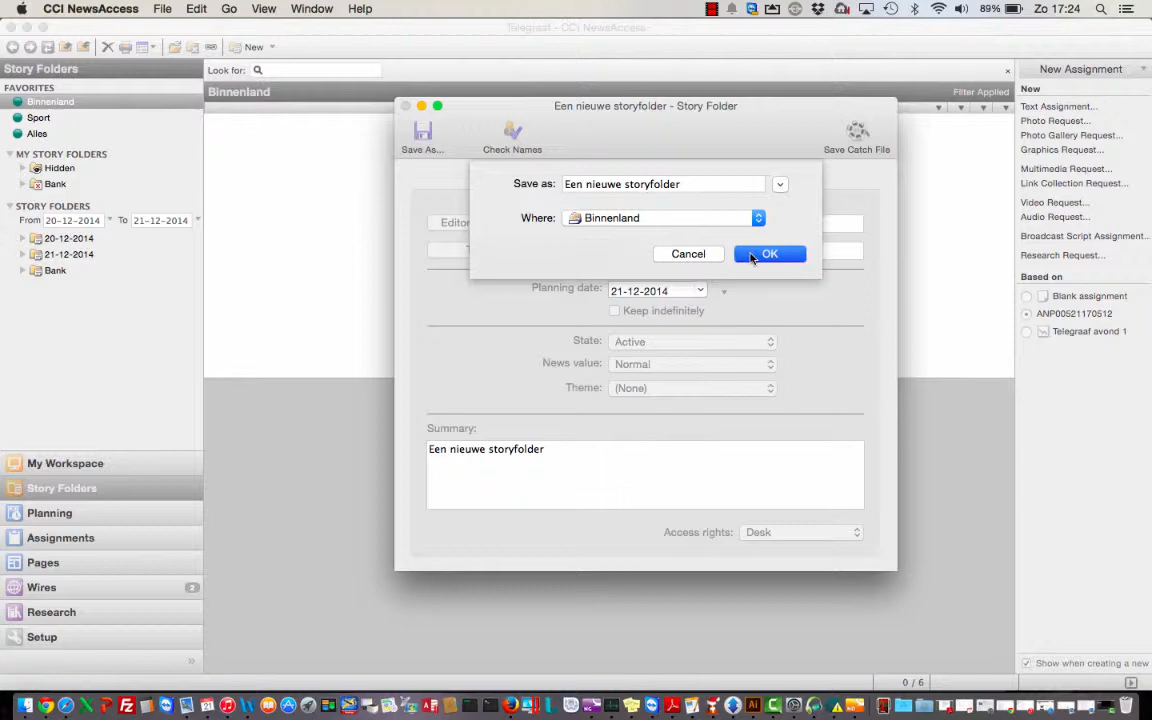 CCI NewsAccess File Edit Go View Window Help 89% Zo 17:24
Telegraaf - CCI NewsAccess
New
Story Folders
Look for:
New Assignment
FAVORITES
Binnenland
Filter Applied
Binnenland
Sport
Alles
MY STORY FOLDERS
Hidden
Bank
STORY FOLDERS
From 20-12-2014 To 21-12-2014
20-12-2014
21-12-2014
Bank
My Workspace
Story Folders
Planning
Assignments
Pages
Wires 2
Research
Setup
Een nieuwe storyfolder - Story Folder
Save As...
Check Names
Save Catch File
Save as: Een nieuwe storyfolder
Where: Binnenland
Editor
T
Cancel
OK
Planning date: 21-12-2014
Keep indefinitely
State: Active
News value: Normal
Theme: (None)
Summary:
Een nieuwe storyfolder
Access rights: Desk
New
Text Assignment...
Photo Request...
Photo Gallery Request...
Graphics Request...
Multimedia Request...
Video Request...
Audio Request...
Broadcast Script Assignment...
Research Request...
Based on
Blank assignment
ANP00521170512
Telegraaf avond 1
Show when creating a new
0 / 6